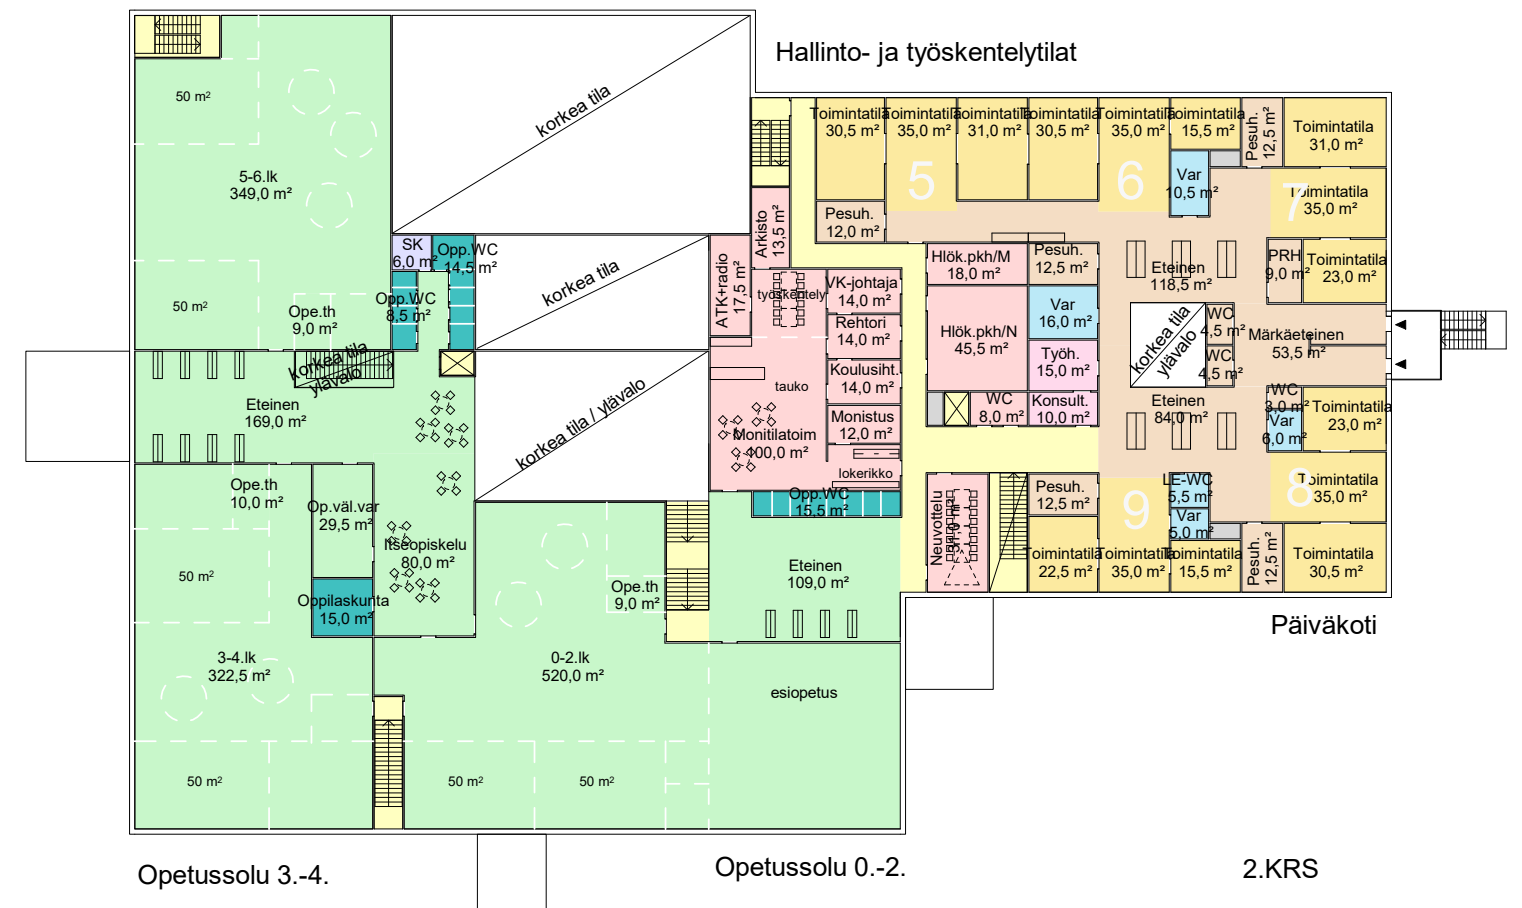 Hallinto- ja työskentelytilat
50 m²
5-6.lk
349,0 m²
50 m²
Ope.th
9,0 m²
korkea tila
korkea tila
korkea tila / ylävalo
korkea tila
ylävalo
SK
6,0 m²
Opp.WC
14,5 m²
Opp.WC
8,5 m²
Eteinen
169,0 m²
Ope.th
10,0 m²
Op.väl.var
29,5 m²
Itseopiskelu
80,0 m²
50 m²
Oppilaskunta
15,0 m²
3-4.lk
322,5 m²
50 m²
0-2.lk
520,0 m²
50 m²
50 m²
Ope.th
9,0 m²
esiopetus
Eteinen
109,0 m²
Opp.WC
15,5 m²
Arkisto
13,5 m²
ATK+radio
17,5 m²
työskentely
VK-johtaja
14,0 m²
Rehtori
14,0 m²
Koulusiht.
14,0 m²
tauko
Monistus
12,0 m²
Monitilatoim
100,0 m²
lokerikko
Neuvottelu
Toimintatila
30,5 m²
Toimintatila
35,0 m²
Toimintatila
31,0 m²
Toimintatila
30,5 m²
Toimintatila
35,0 m²
Toimintatila
15,5 m²
Pesuh.
12,5 m²
Toimintatila
31,0 m²
5
6
7
Var
10,5 m²
Toimintatila
35,0 m²
Pesuh.
12,0 m²
Hlök.pkh/M
18,0 m²
Pesuh.
12,5 m²
Eteinen
118,5 m²
PRH
9,0 m²
Toimintatila
23,0 m²
Hlök.pkh/N
45,5 m²
Var
16,0 m²
Työh.
15,0 m²
korkea tila
ylävalo
WC
4,5 m²
WC
4,5 m²
Märkäeteinen
53,5 m²
WC
8,0 m²
Konsult.
10,0 m²
Eteinen
84,0 m²
WC
3,0 m²
Var
6,0 m²
Toimintatila
23,0 m²
Pesuh.
12,5 m²
9
LE-WC
5,5 m²
Var
5,0 m²
8
Toimintatila
35,0 m²
Toimintatila
22,5 m²
Toimintatila
35,0 m²
Toimintatila
15,5 m²
Pesuh.
12,5 m²
Toimintatila
30,5 m²
Päiväkoti
Opetussolu 3.-4.
Opetussolu 0.-2.
2.KRS